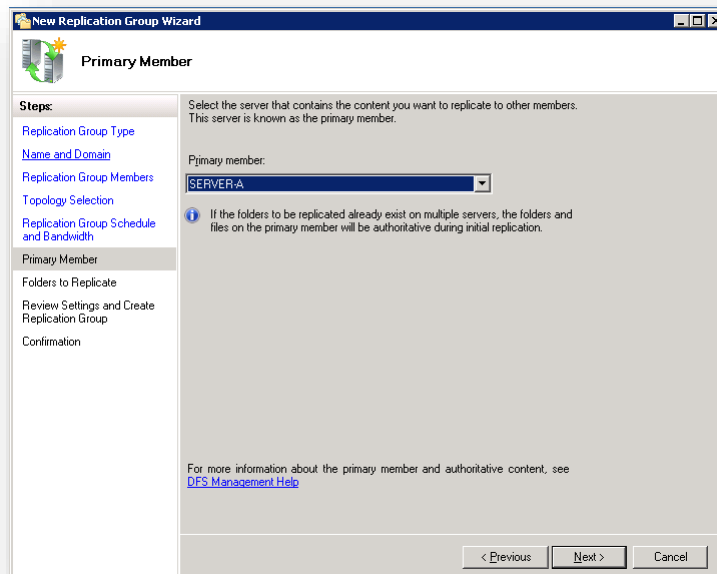 New Replication Group Wizard
Primary Member
Steps:
Replication Group Type
Name and Domain
Replication Group Members
Topology Selection
Replication Group Schedule
and Bandwidth
Primary Member
Folders to Replicate
Review Settings and Create
Replication Group
Confirmation
Select the server that contains the content you want to replicate to other members.
This server is known as the primary member.
Primary member:
SERVER-A
If the folders to be replicated already exist on multiple servers, the folders and
files on the primary member will be authoritative during initial replication.
For more information about the primary member and authoritative content, see
DFS Management Help
< Previous
Next >
Cancel